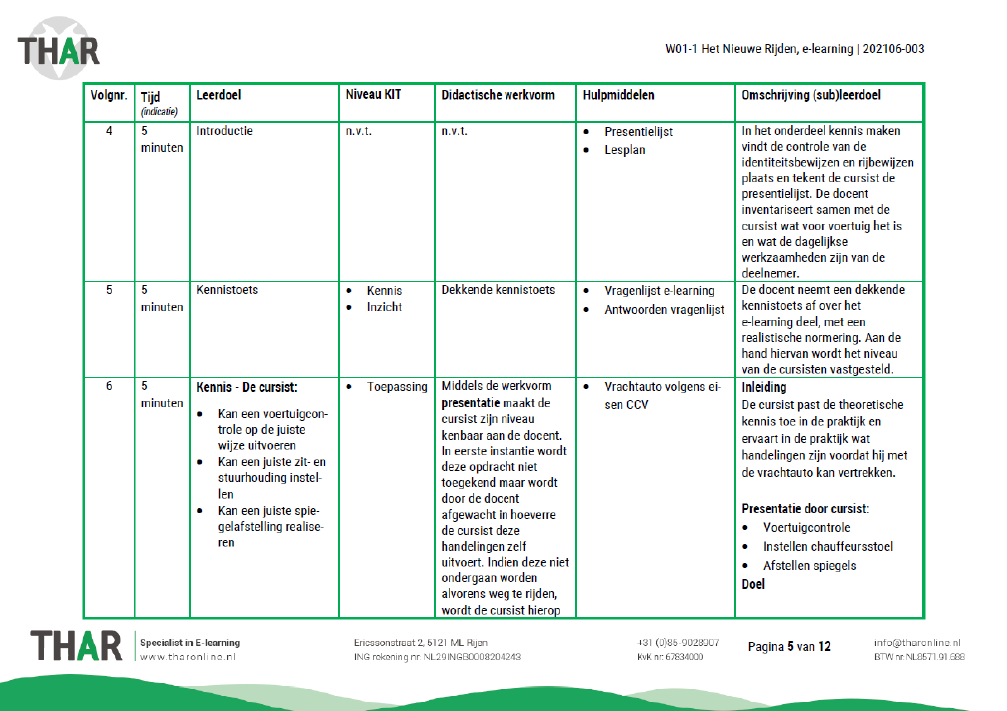 THAR
W01-1 Het Nieuwe Rijden, e-learning | 202106-003
Volgnr.
Tijd
(indicatie)
Leerdoel
Niveau KIT
Didactische werkvorm
Hulpmiddelen
Omschrijving (sub)leerdoel
4
5
minuten
Introductie
n.v.t.
n.v.t.
• Presentielijst
• Lesplan
In het onderdeel kennis maken
vindt de controle van de
identiteitsbewijzen en rijbewijzen
plaats en tekent de cursist de
presentielijst. De docent
inventariseert samen met de
cursist wat voor voertuig het is
en wat de dagelijkse
werkzaamheden zijn van de
deelnemer.
5
5
minuten
Kennistoets
• Kennis
• Inzicht
Dekkende kennistoets
• Vragenlijst e-learning
• Antwoorden vragenlijst
De docent neemt een dekkende
kennistoets af over het
e-learning deel, met een
realistische normering. Aan de
hand hiervan wordt het niveau
van de cursisten vastgesteld.
6
5
minuten
Kennis - De cursist:
• Kan een voertuigcon-
trole op de juiste
wijze uitvoeren
• Kan een juiste zit- en
stuurhouding instel-
len
• Kan een juiste spie-
gelafstelling realise-
ren
• Toepassing
Middels de werkvorm
presentatie maakt de
cursist zijn niveau
kenbaar aan de docent.
In eerste instantie wordt
deze opdracht niet
toegekend maar wordt
door de docent
afgewacht in hoeverre
de cursist deze
handelingen zelf
uitvoert. Indien deze niet
ondergaan worden
alvorens weg te rijden,
wordt de cursist hierop
• Vrachtauto volgens ei-
sen CCV
Inleiding
De cursist past de theoretische
kennis toe in de praktijk en
ervaart in de praktijk wat
handelingen zijn voordat hij met
de vrachtauto kan vertrekken.
Presentatie door cursist:
• Voertuigcontrole
• Instellen chauffeursstoel
• Afstellen spiegels
Doel
THAR
Specialist in E-learning
www.tharonline.nl
Ericssonstraat 2, 5121 ML Rijen
ING rekening nr. NL29INGB0008204243
+31 (0)85-9028907
KvK nr: 67834000
Pagina 5 van 12
info@tharonline.nl